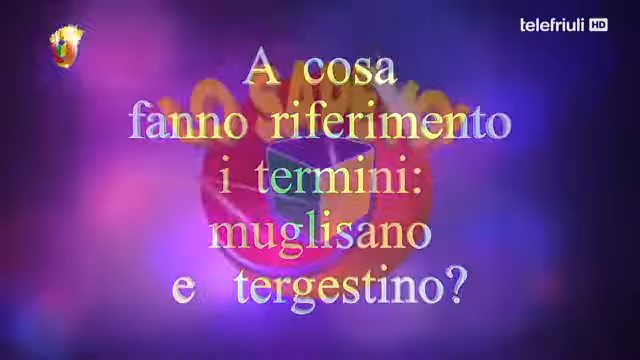 telefriuli HD
A cosa
fanno riferimento
i termini:
muglisano
e tergestino?